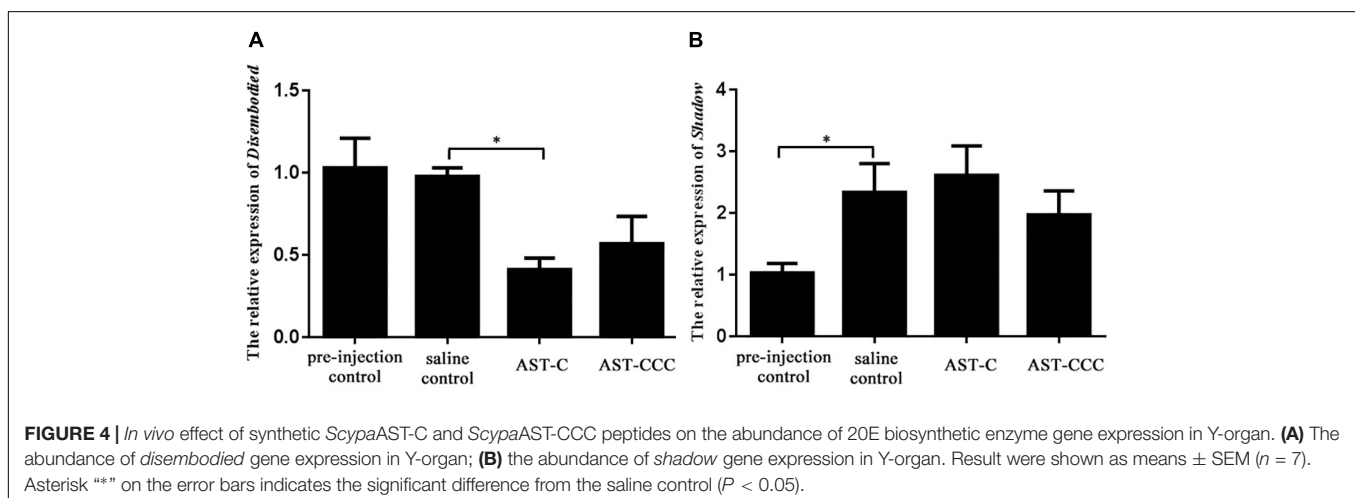 A
The relative expression of Disembodied
1.5
1.0
0.5
0.0
*
pre-injection
control
saline
control
AST-C
AST-CCC
B
The relative expression of Shadow
4
3
2
1
0
*
pre-injection
control
saline
control
AST-C
AST-CCC
FIGURE 4 | In vivo effect of synthetic ScypaAST-C and ScypaAST-CCC peptides on the abundance of 20E biosynthetic enzyme gene expression in Y-organ. (A) The
abundance of disembodied gene expression in Y-organ; (B) the abundance of shadow gene expression in Y-organ. Result were shown as means ± SEM (n = 7).
Asterisk “*” on the error bars indicates the significant difference from the saline control (P < 0.05).